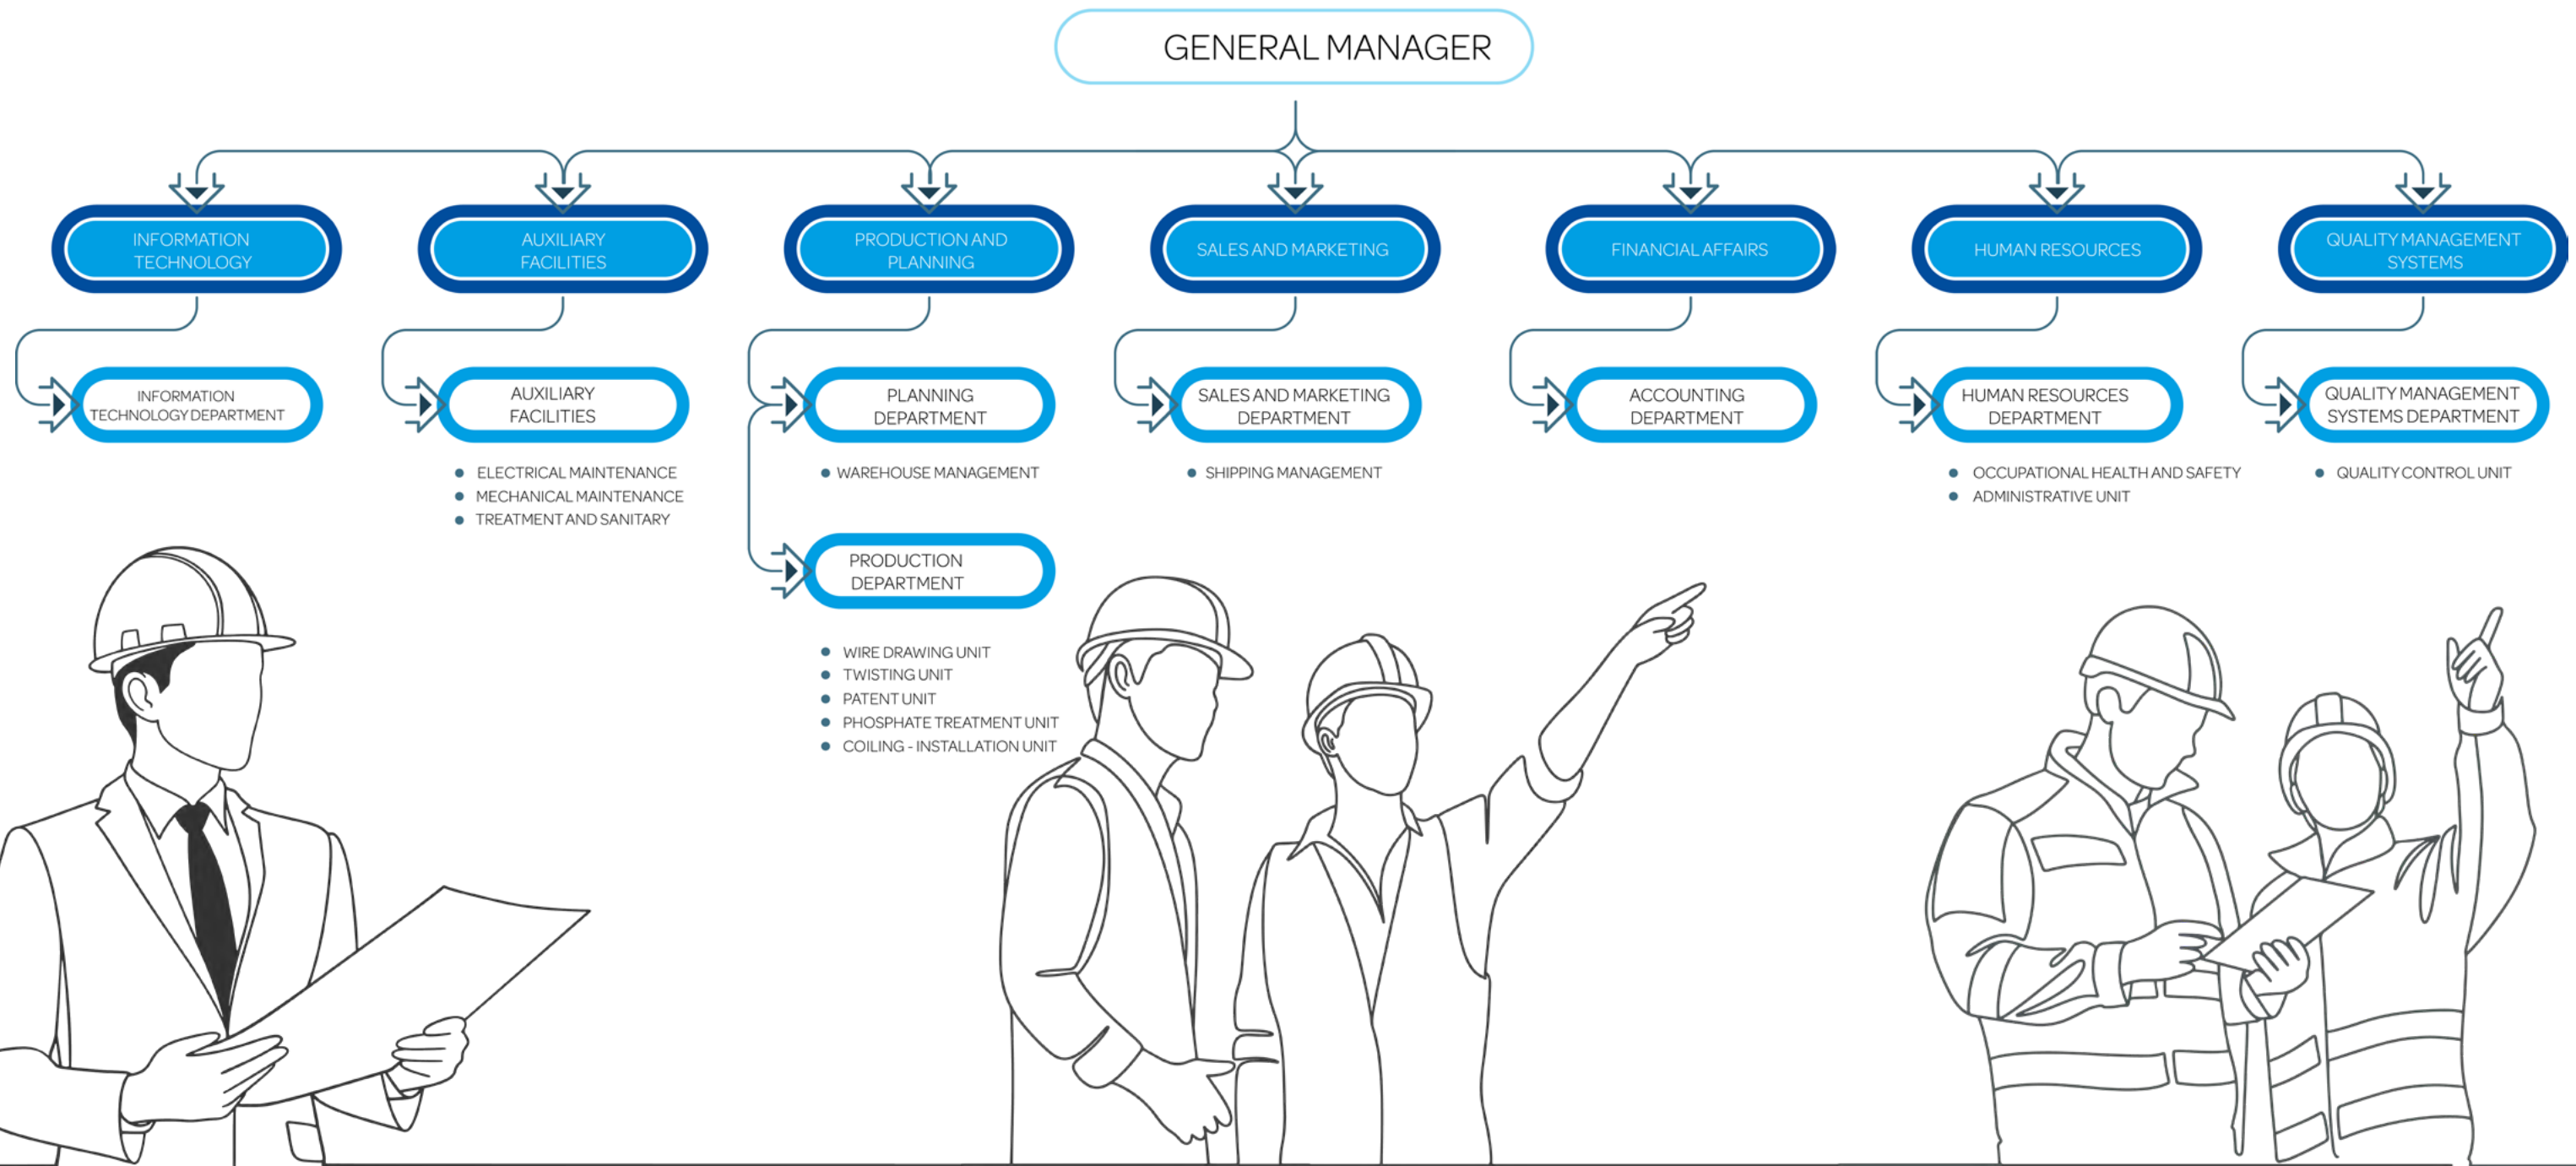 GENERAL MANAGER
INFORMATION
TECHNOLOGY
AUXILIARY
FACILITIES
PRODUCTION AND
PLANNING
SALES AND MARKETING
FINANCIAL AFFAIRS
HUMAN RESOURCES
QUALITY MANAGEMENT
SYSTEMS
INFORMATION
TECHNOLOGY DEPARTMENT
AUXILIARY
FACILITIES
ELECTRICAL MAINTENANCE
MECHANICAL MAINTENANCE
TREATMENT AND SANITARY
PLANNING
DEPARTMENT
WAREHOUSE MANAGEMENT
PRODUCTION
DEPARTMENT
WIRE DRAWING UNIT
TWISTING UNIT
PATENT UNIT
PHOSPHATE TREATMENT UNIT
COILING - INSTALLATION UNIT
SALES AND MARKETING
DEPARTMENT
SHIPPING MANAGEMENT
ACCOUNTING
DEPARTMENT
HUMAN RESOURCES
DEPARTMENT
OCCUPATIONAL HEALTH AND SAFETY
ADMINISTRATIVE UNIT
QUALITY MANAGEMENT
SYSTEMS DEPARTMENT
QUALITY CONTROL UNIT